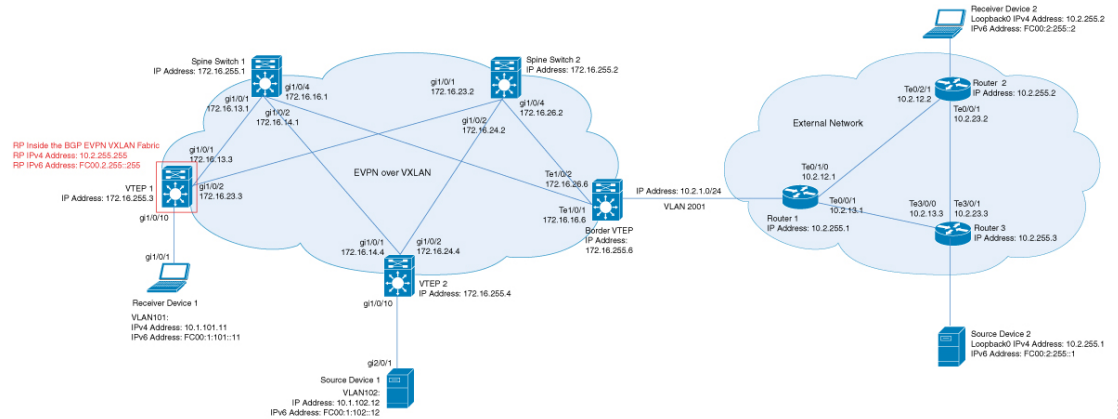 Receiver Device 2
Loopback0 IPv4 Address: 10.2.255.2
IPv6 Address: FC00:2:255::2
Spine Switch 1
IP Address: 172.16.255.1
Spine Switch 2
IP Address: 172.16.255.2
gi1/0/4
172.16.16.1
gi1/0/1
172.16.13.1
gi1/0/2
172.16.14.1
gi1/0/1
172.16.23.2
gi1/0/4
172.16.26.2
gi1/0/2
172.16.24.2
Te0/2/1
10.2.12.2
Router 2
IP Address: 10.2.255.2
Te0/0/1
10.2.23.2
External Network
RP Inside the BGP EVPN VXLAN Fabric
RP IPv4 Address: 10.2.255.255
RP IPv6 Address: FC00.2.255::255
gi1/0/1
172.16.13.3
EVPN over VXLAN
VTEP 1
IP Address: 172.16.255.3
gi1/0/2
172.16.23.3
gi1/0/10
Te1/0/2
172.16.26.6
Te1/0/1
172.16.16.6
IP Address: 10.2.1.0/24
VLAN 2001
Border VTEP
IP Address:
172.16.255.6
Te0/1/0
10.2.12.1
Te0/0/1
10.2.13.1
Router 1
IP Address: 10.2.255.1
Te3/0/0
10.2.13.3
Te3/0/1
10.2.23.3
Router 3
IP Address: 10.2.255.3
gi1/0/1
172.16.14.4
gi1/0/2
172.16.24.4
VTEP 2
IP Address: 172.16.255.4
gi1/0/10
gi1/0/1
Receiver Device 1
VLAN101:
IPv4 Address: 10.1.101.11
IPv6 Address: FC00:1:101::11
gi2/0/1
Source Device 1
VLAN102:
IP Address: 10.1.102.12
IPv6 Address: FC00:1:102::12
Source Device 2
Loopback0 IPv4 Address: 10.2.255.1
IPv6 Address: FC00:2:255::1